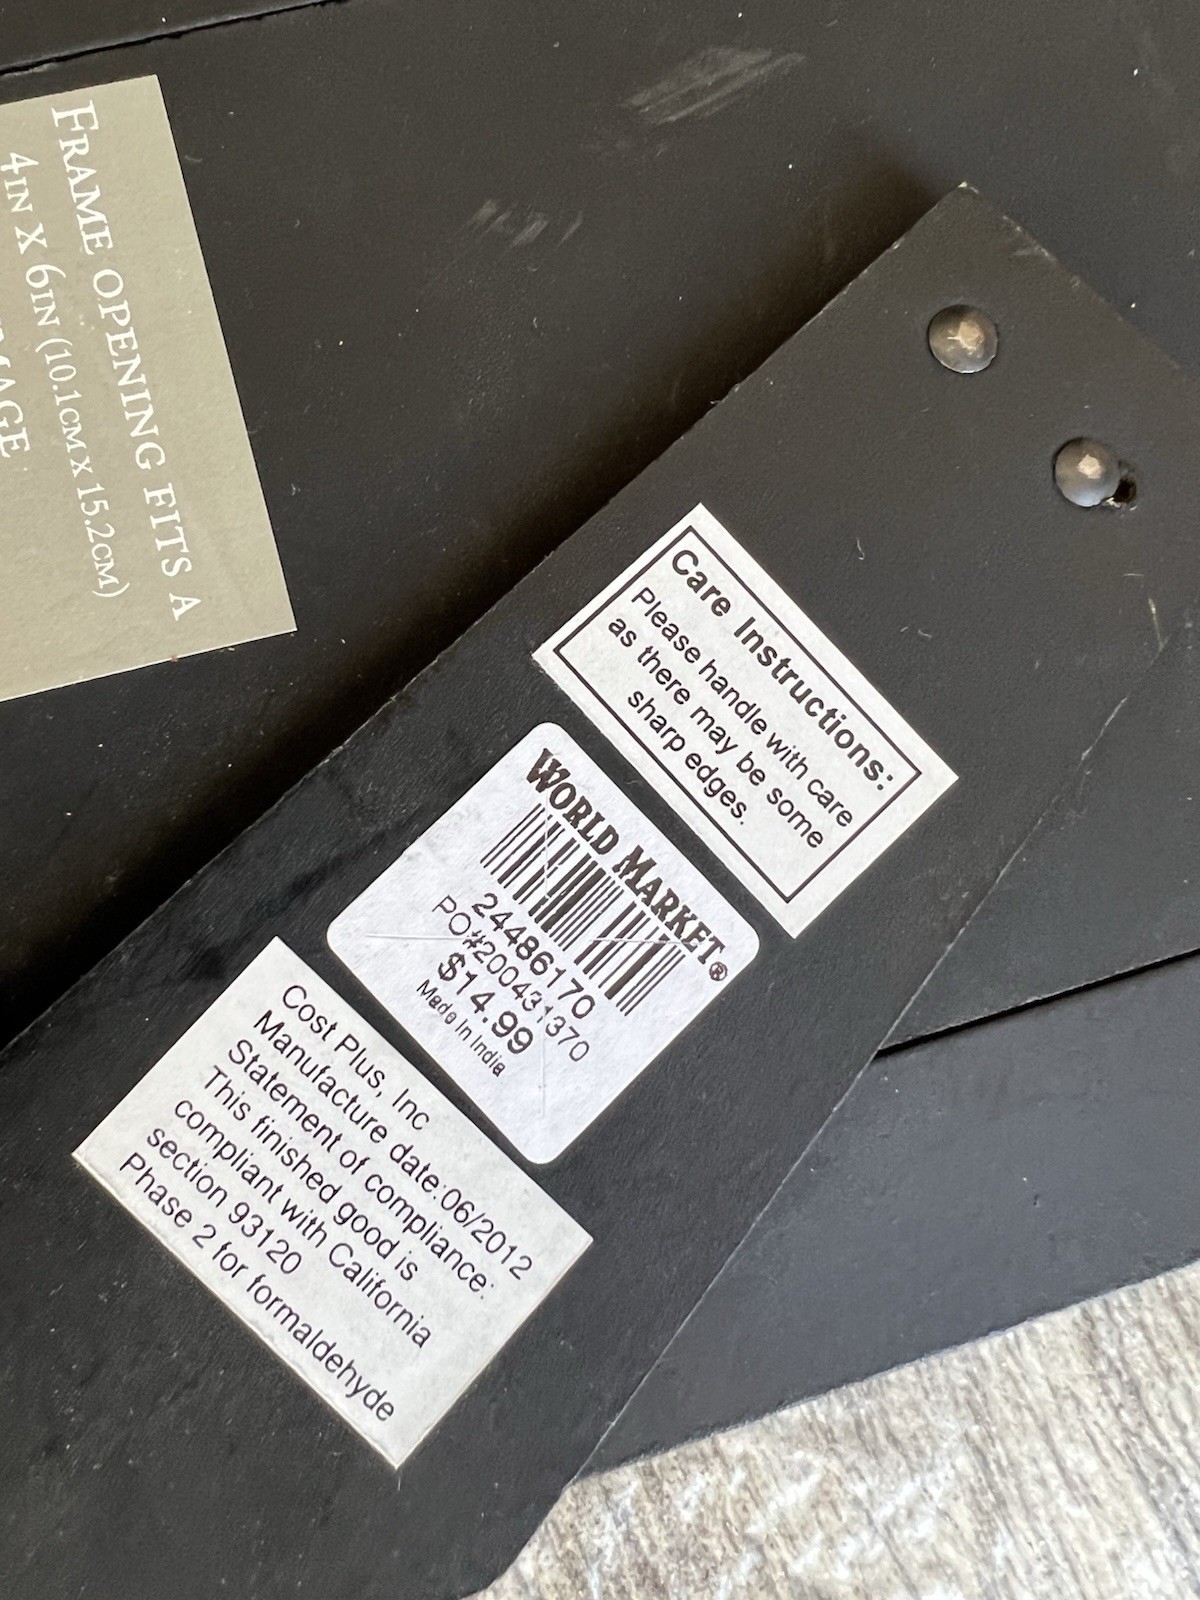 FRAME OPENING FITS A
4IN X 6IN (10.1CM X 15.2CM)
Care Instructions:
Please handle with care
as there may be some
sharp edges.
WORLD MARKET®
24486170
PO#200431370
$14.99
Made In India
Cost Plus, Inc
Manufacture date:06/2012
Statement of compliance:
This finished good is
compliant with California
section 93120
Phase 2 for formaldehyde